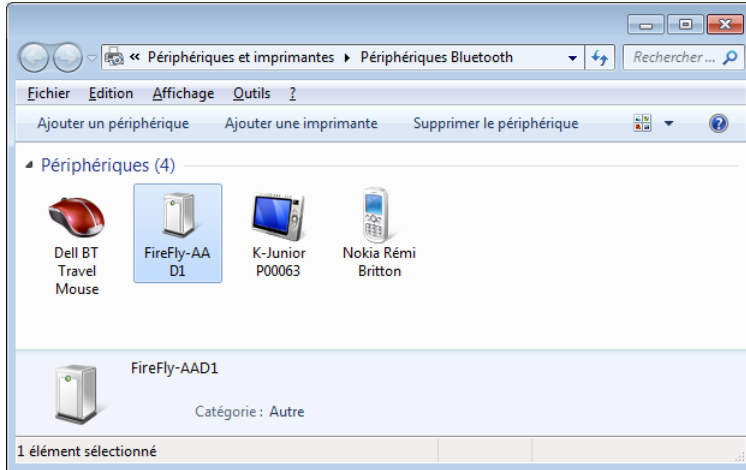 « Périphériques et imprimantes Périphériques Bluetooth Rechercher ...
Fichier Edition Affichage Outils ?
Ajouter un périphérique Ajouter une imprimante Supprimer le périphérique ?
Périphériques (4)
Dell BT
Travel
Mouse
FireFly-AA
D1
K-Junior
P00063
Nokia Rémi
Britton
FireFly-AAD1
Catégorie : Autre
1 élément sélectionné